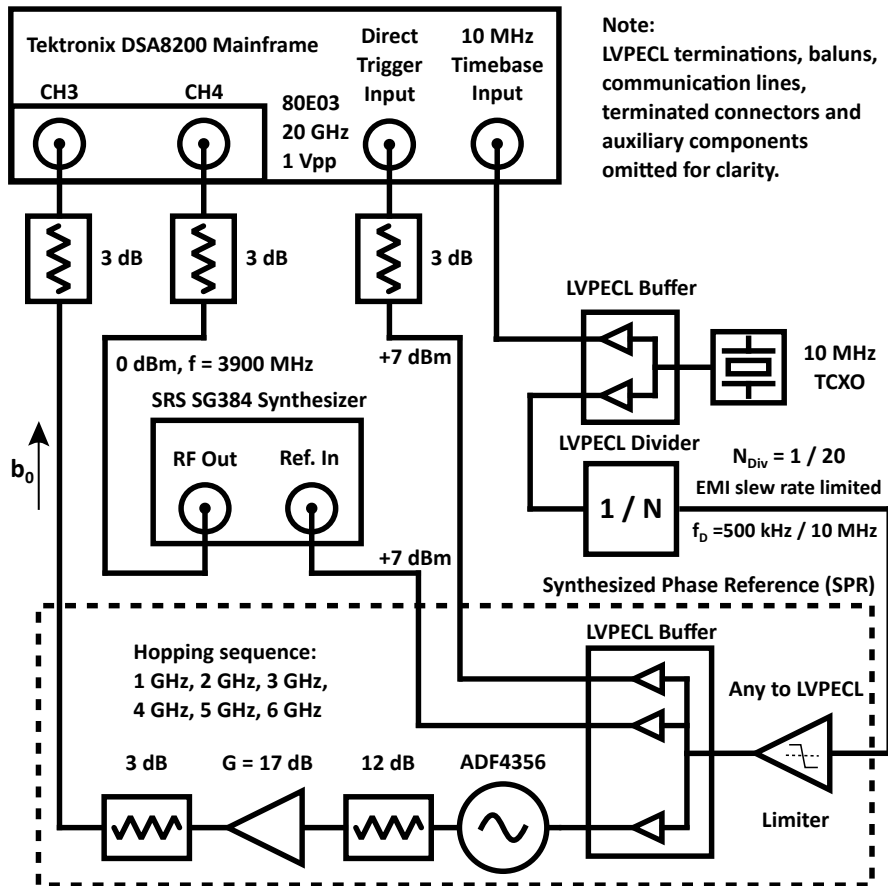 Tektronix DSA8200 Mainframe
CH3
CH4
80E03
20 GHz
1 Vpp
Direct
Trigger
Input
10 MHz
Timebase
Input
Note:
LVPECL terminations, baluns,
communication lines,
terminated connectors and
auxiliary components
omitted for clarity.
3 dB
3 dB
3 dB
LVPECL Buffer
10 MHz
TCXO
+7 dBm
0 dBm, f = 3900 MHz
SRS SG384 Synthesizer
RF Out
Ref. In
b0
LVPECL Divider
1 / N
NDiv = 1 / 20
EMI slew rate limited
fD =500 kHz / 10 MHz
+7 dBm
Synthesized Phase Reference (SPR)
LVPECL Buffer
Hopping sequence:
1 GHz, 2 GHz, 3 GHz,
4 GHz, 5 GHz, 6 GHz
Any to LVPECL
3 dB
G = 17 dB
12 dB
ADF4356
Limiter